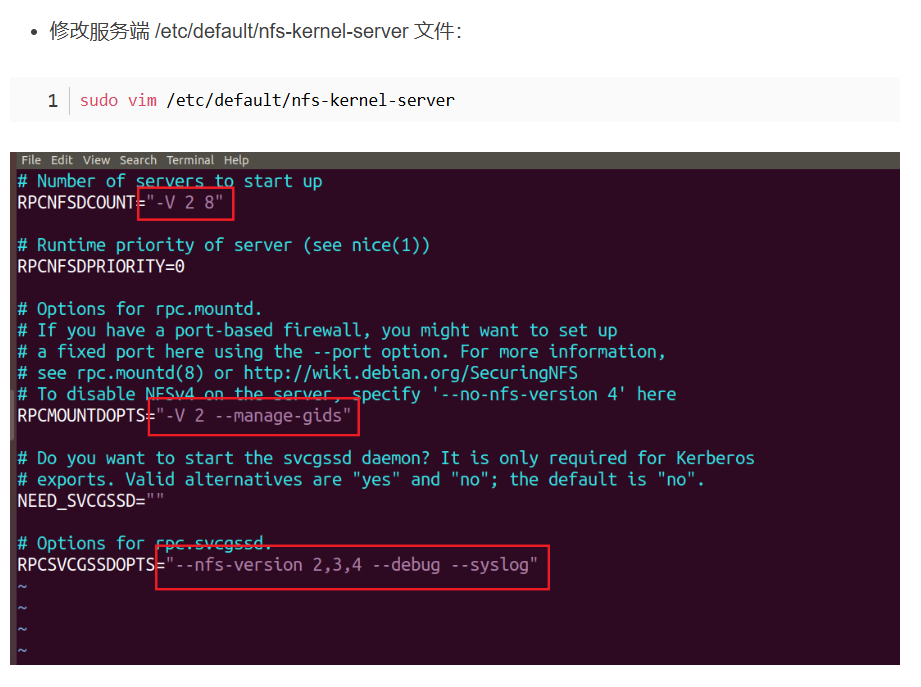 修改服务端 /etc/default/nfs-kernel-server 文件：
1 sudo vim /etc/default/nfs-kernel-server
File Edit View Search Terminal Help
# Number of servers to start up
RPCNFSDCOUNT="-V 2 8"
# Runtime priority of server (see nice(1))
RPCNFSDPRIORITY=0
# Options for rpc.mountd.
# If you have a port-based firewall, you might want to set up
# a fixed port here using the --port option. For more information,
# see rpc.mountd(8) or http://wiki.debian.org/SecuringNFS
# To disable NFSv4 on the server, specify '--no-nfs-version 4' here
RPCMOUNTDOPTS="-V 2 --manage-gids"
# Do you want to start the svcgssd daemon? It is only required for Kerberos
# exports. Valid alternatives are "yes" and "no"; the default is "no".
NEED_SVCGSSD=""
# Options for rpc.svcgssd.
RPCSVCGSSDOPTS="--nfs-version 2,3,4 --debug --syslog"
~
~
~
~